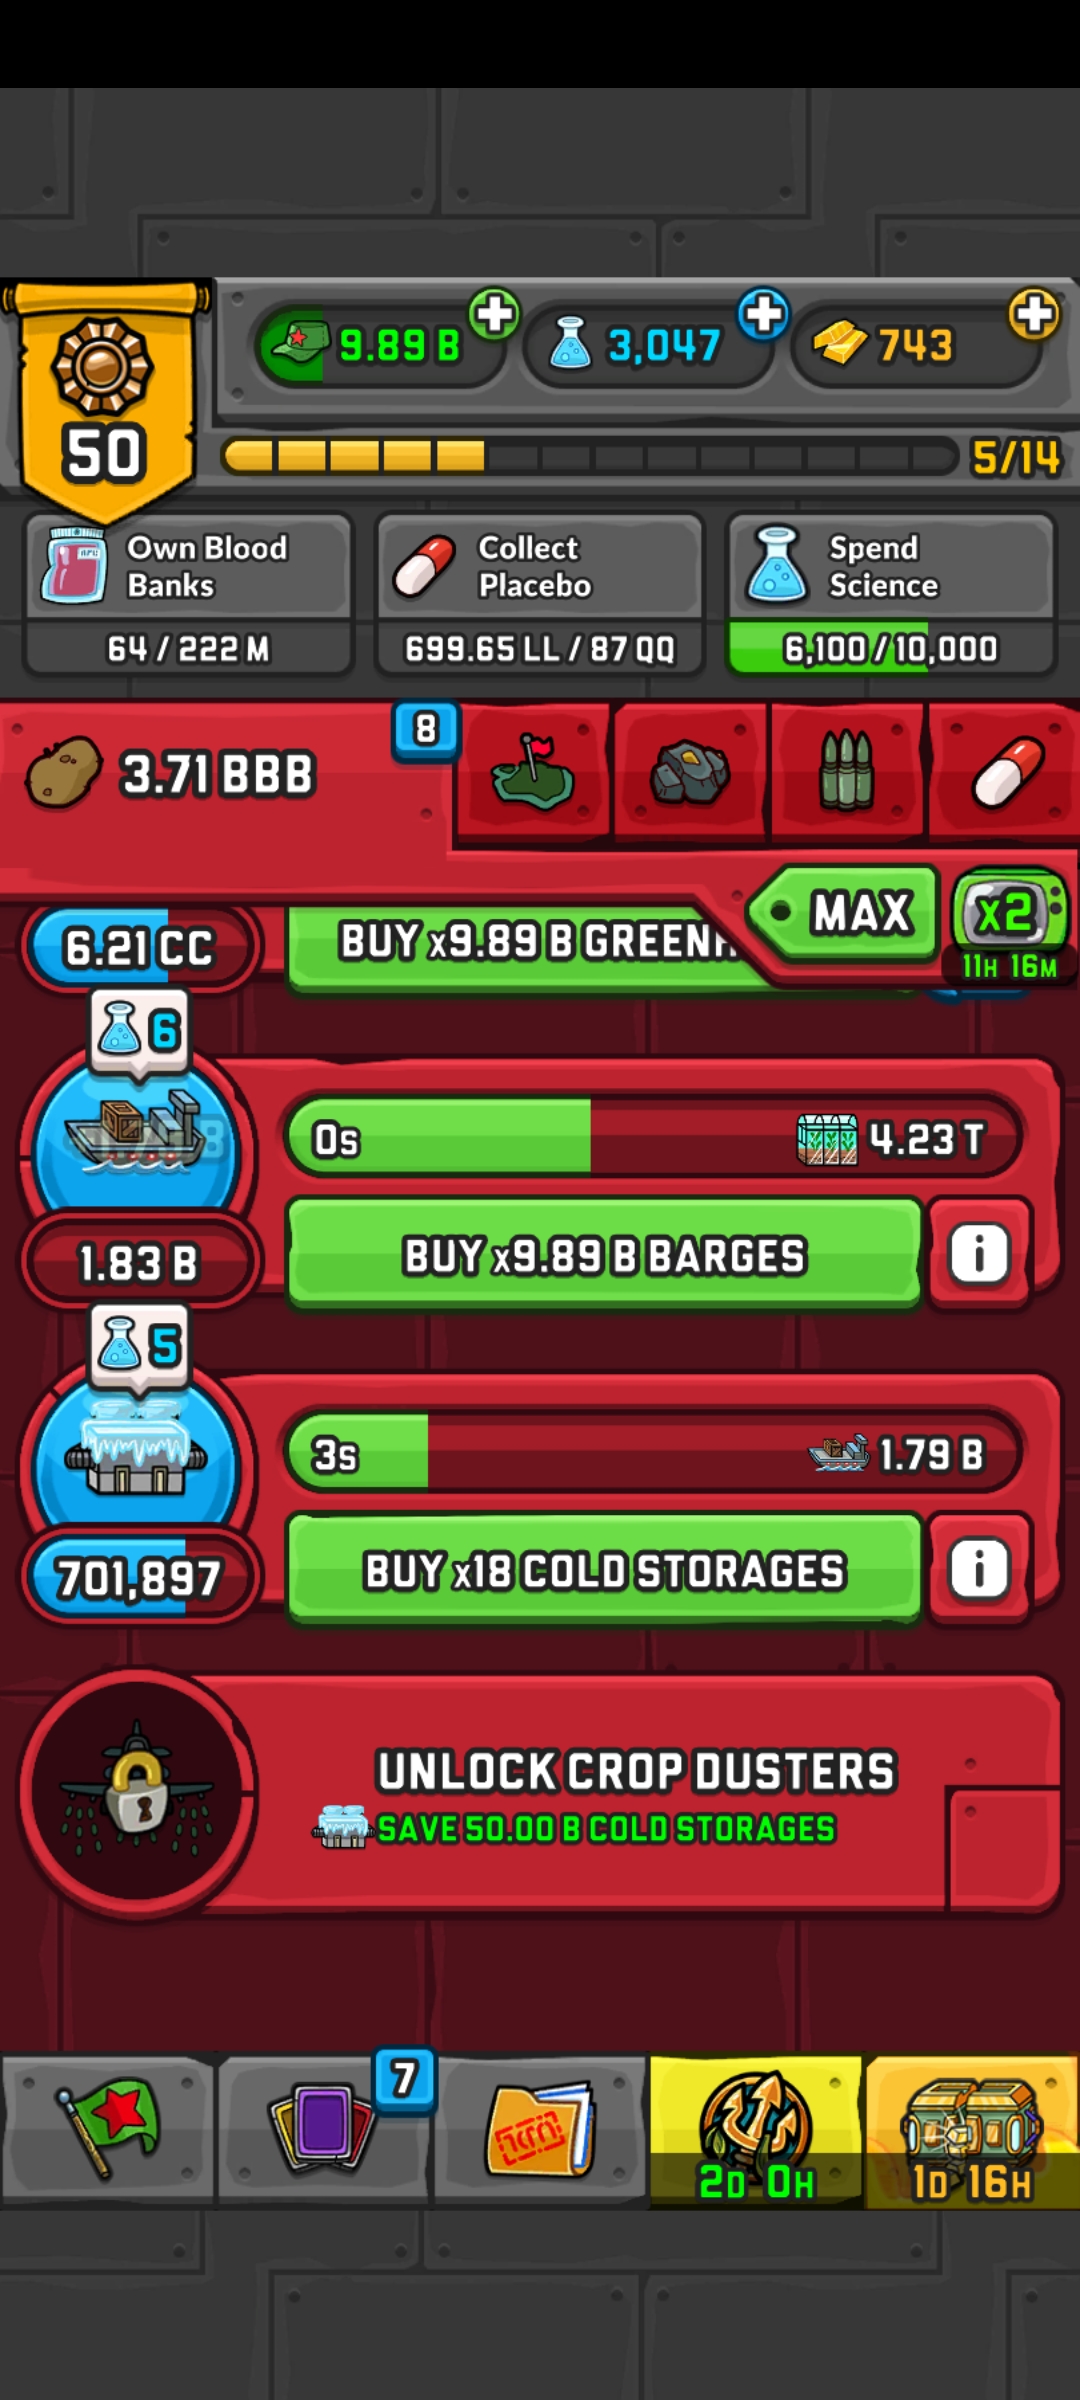 9.89 B
3,047
743
50
5/14
Own Blood
Banks
64 / 222 M
Collect
Placebo
699.65 LL / 87 QQ
Spend
Science
6,100 / 10,000
3.71 BBB
8
MAX
x2
11H 16M
6.21 CC
BUY x9.89 B GREENH
6
0s
4.23 T
1.83 B
BUY x9.89 B BARGES
i
5
3s
1.79 B
701,897
BUY x18 COLD STORAGES
i
UNLOCK CROP DUSTERS
SAVE 50.00 B COLD STORAGES
7
2D 0H
1D 16H